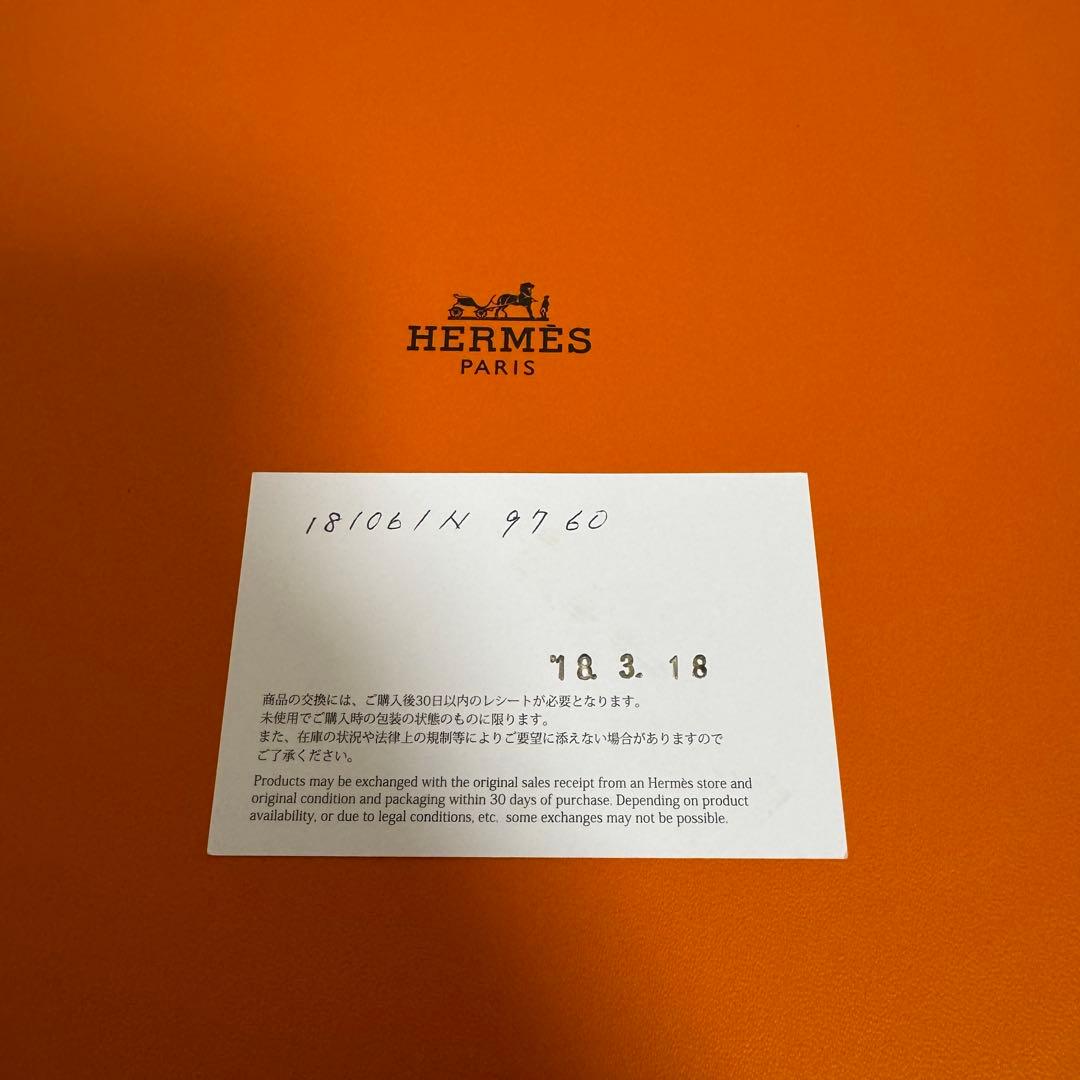 HERMÈS
PARIS
181061N 9760
'18. 3. 18
商品の交換には、ご購入後30日以内のレシートが必要となります。
未使用でご購入時の包装の状態のものに限ります。
また、在庫の状況や法律上の規制等によりご要望に添えない場合がありますので
ご了承ください。
Products may be exchanged with the original sales receipt from an Hermès store and
original condition and packaging within 30 days of purchase. Depending on product
availability, or due to legal conditions, etc. some exchanges may not be possible.